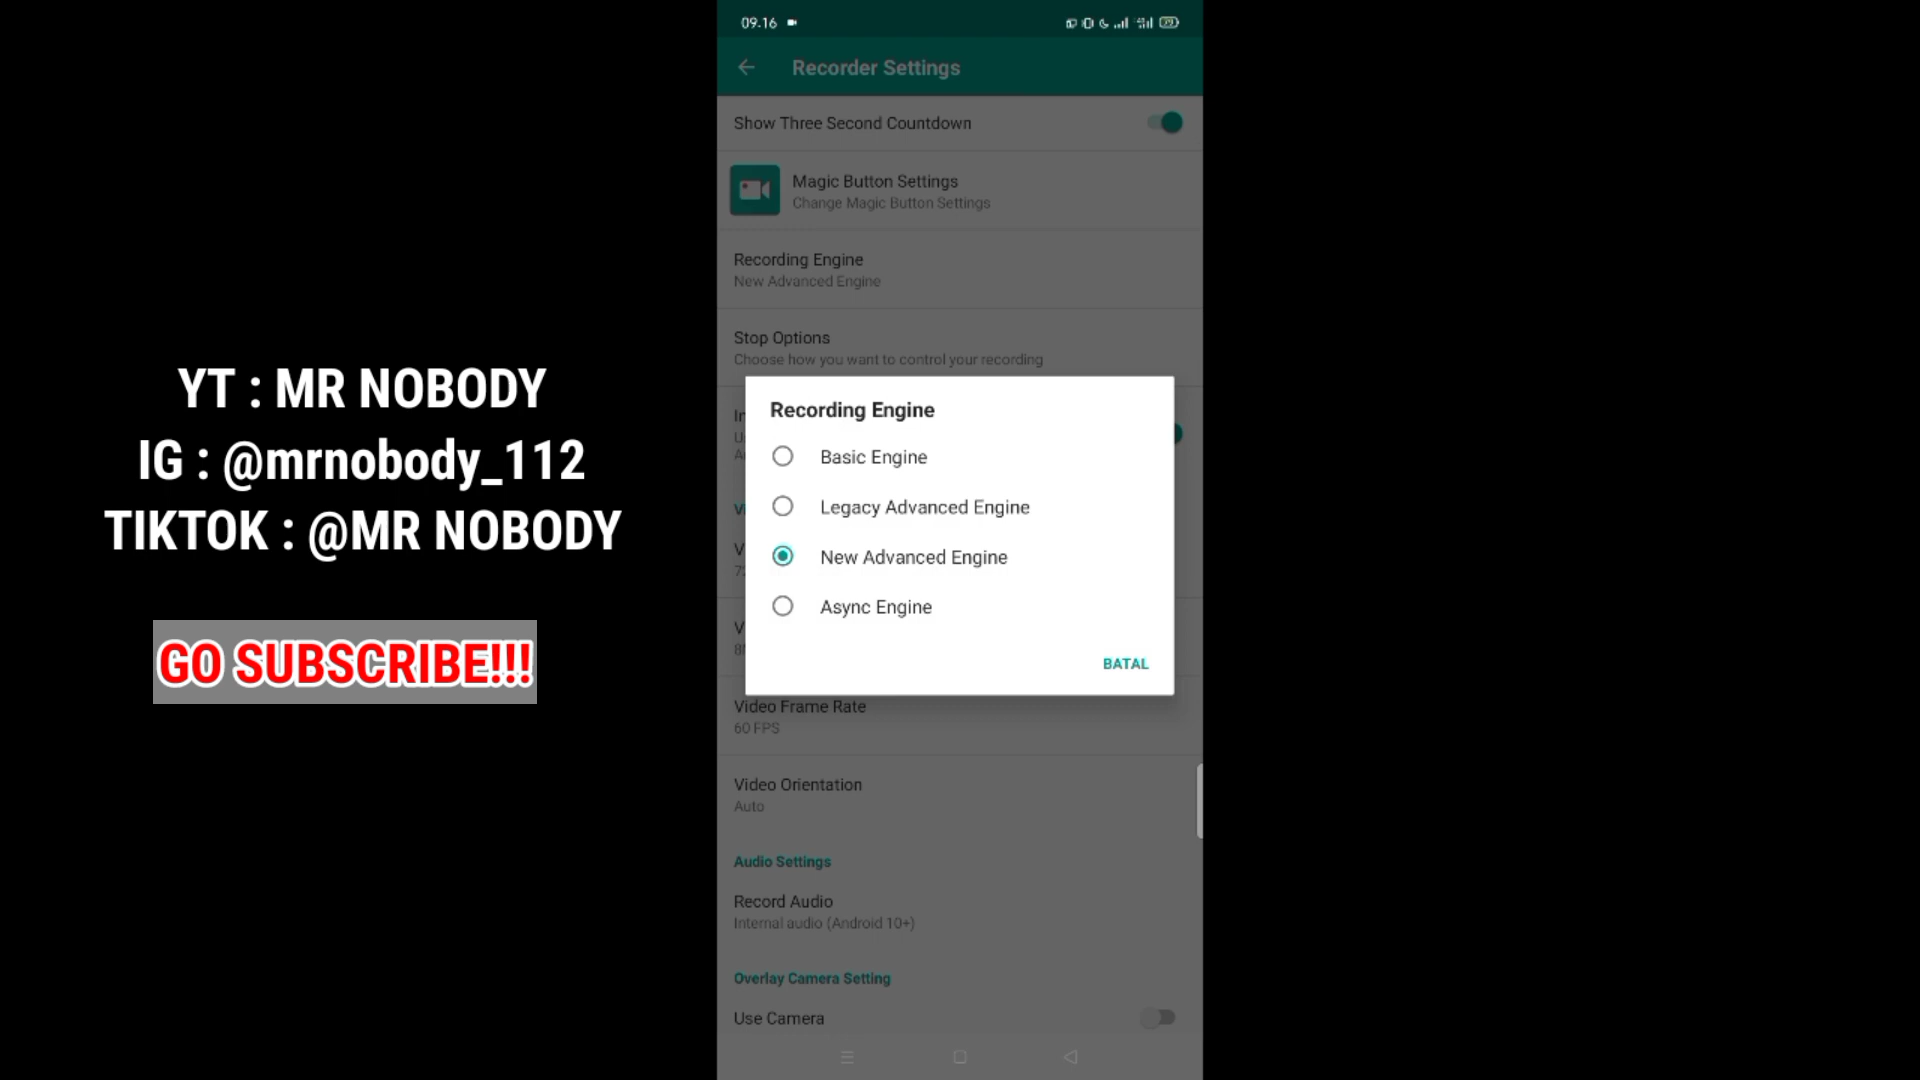 YT : MR NOBODY
IG : @mrnobody_112
TIKTOK : @MR NOBODY
GO SUBSCRIBE!!!
09.16
Recorder Settings
Show Three Second Countdown
Magic Button Settings
Change Magic Button Settings
Recording Engine
New Advanced Engine
Stop Options
Choose how you want to control your recording
Recording Engine
Basic Engine
Legacy Advanced Engine
New Advanced Engine
Async Engine
BATAL
Video Frame Rate
60 FPS
Video Orientation
Auto
Audio Settings
Record Audio
Internal audio (Android 10+)
Overlay Camera Setting
Use Camera